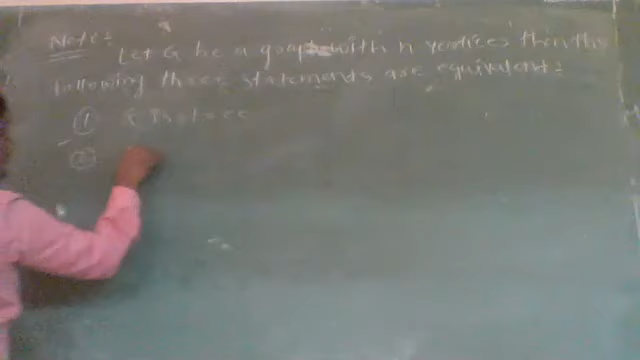 Note:
Let G be a graph with n vertices then the
following three statements are equivalent:
① G is a tree
②